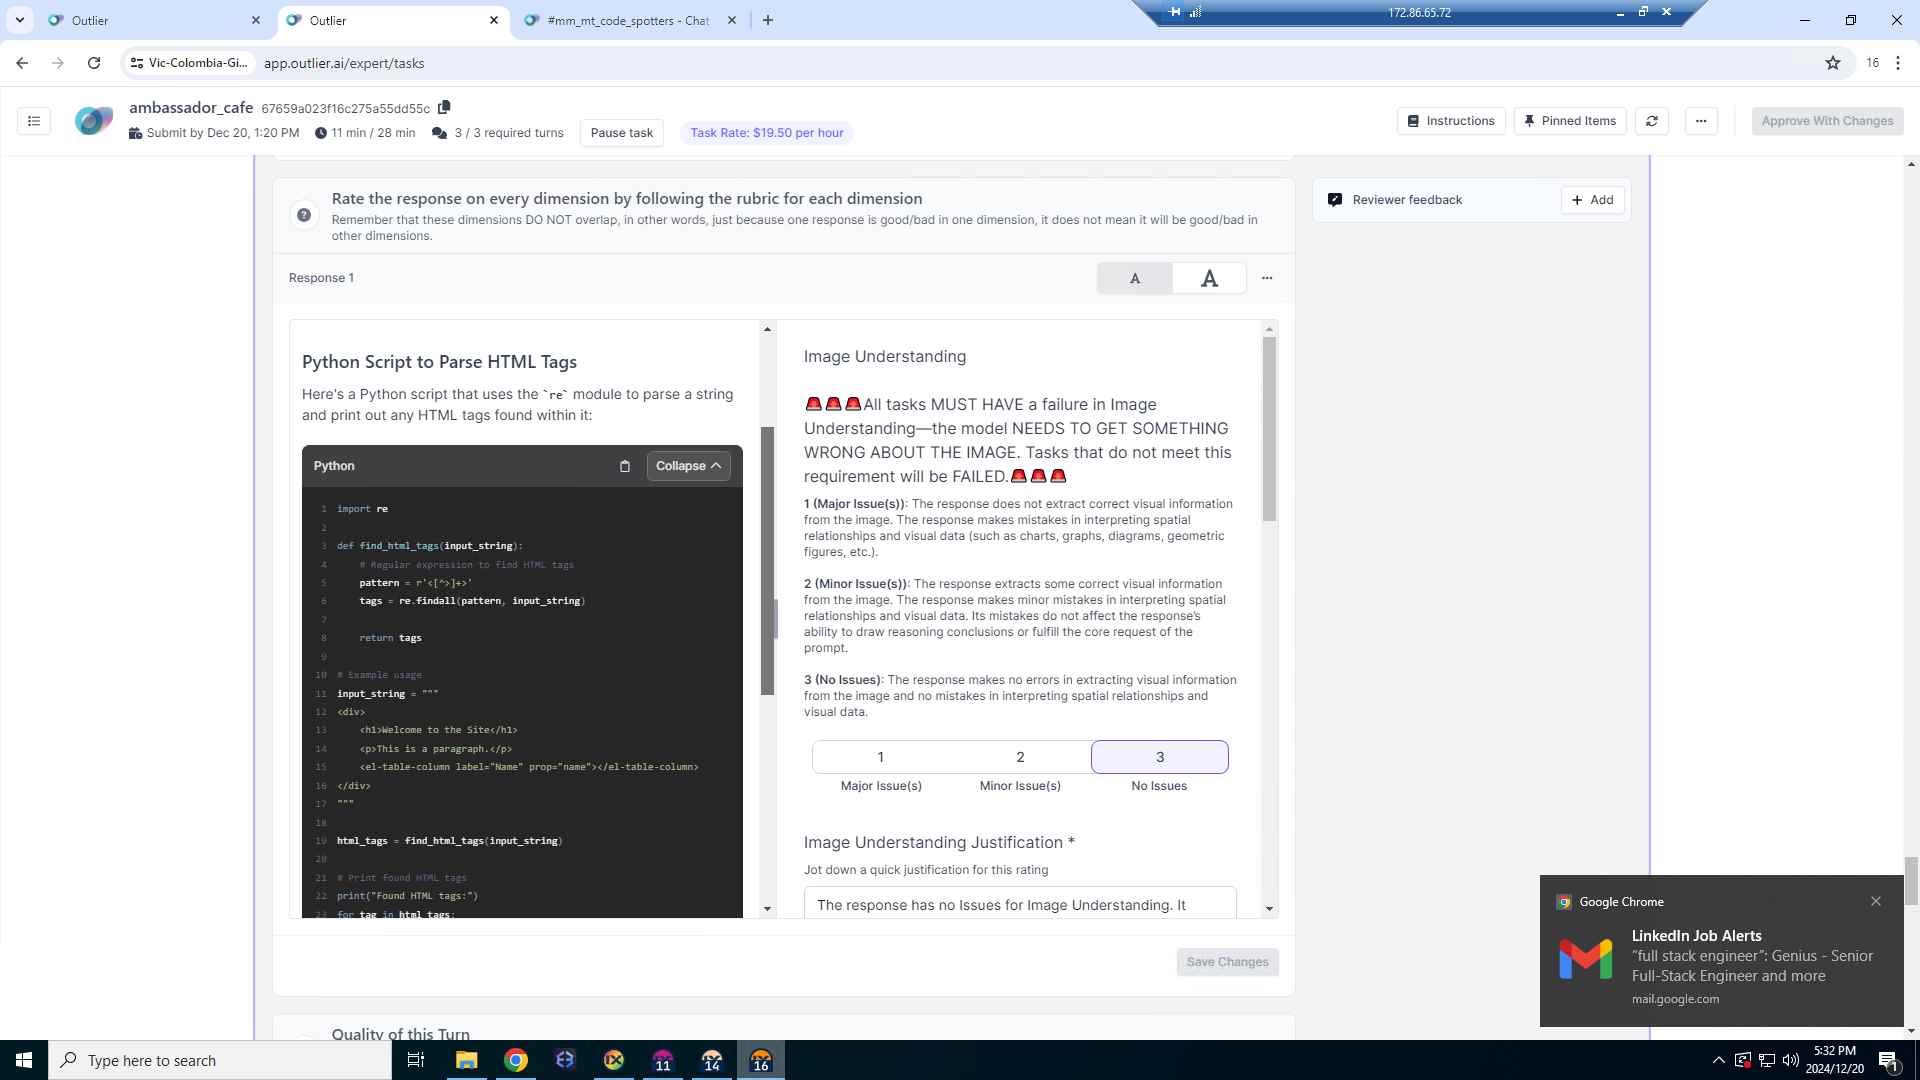 Outlier
Outlier
#mm_mt_code_spotters - Chat
172.86.65.72
Vic-Colombia-Gi...
app.outlier.ai/expert/tasks
16
ambassador_cafe 67659a023f16c275a55dd55c
Submit by Dec 20, 1:20 PM
11 min / 28 min
3 / 3 required turns
Pause task
Task Rate: $19.50 per hour
Instructions
Pinned Items
Approve With Changes
Rate the response on every dimension by following the rubric for each dimension
Remember that these dimensions DO NOT overlap, in other words, just because one response is good/bad in one dimension, it does not mean it will be good/bad in
other dimensions.
Reviewer feedback
Add
Response 1
A
A
Python Script to Parse HTML Tags
Here's a Python script that uses the `re` module to parse a string
and print out any HTML tags found within it:
Python
Collapse
1 import re
2
3 def find_html_tags(input_string):
4 # Regular expression to find HTML tags
5 pattern = r'<[^>]+>'
6 tags = re.findall(pattern, input_string)
7
8 return tags
9
10 # Example usage
11 input_string = """
12 <div>
13 <h1>Welcome to the Site</h1>
14 <p>This is a paragraph.</p>
15 <el-table-column label="Name" prop="name"></el-table-column>
16 </div>
17 """
18
19 html_tags = find_html_tags(input_string)
20
21 # Print found HTML tags
22 print("Found HTML tags:")
23 for tag in html_tags:
Image Understanding
🚨🚨🚨All tasks MUST HAVE a failure in Image
Understanding—the model NEEDS TO GET SOMETHING
WRONG ABOUT THE IMAGE. Tasks that do not meet this
requirement will be FAILED.🚨🚨🚨
1 (Major Issue(s)): The response does not extract correct visual information
from the image. The response makes mistakes in interpreting spatial
relationships and visual data (such as charts, graphs, diagrams, geometric
figures, etc.).
2 (Minor Issue(s)): The response extracts some correct visual information
from the image. The response makes minor mistakes in interpreting spatial
relationships and visual data. Its mistakes do not affect the response's
ability to draw reasoning conclusions or fulfill the core request of the
prompt.
3 (No Issues): The response makes no errors in extracting visual information
from the image and no mistakes in interpreting spatial relationships and
visual data.
1
2
3
Major Issue(s)
Minor Issue(s)
No Issues
Image Understanding Justification *
Jot down a quick justification for this rating
The response has no Issues for Image Understanding. It
Save Changes
Quality of this Turn
Google Chrome
LinkedIn Job Alerts
"full stack engineer": Genius - Senior
Full-Stack Engineer and more
mail.google.com
Type here to search
11
14
16
5:32 PM
2024/12/20
1